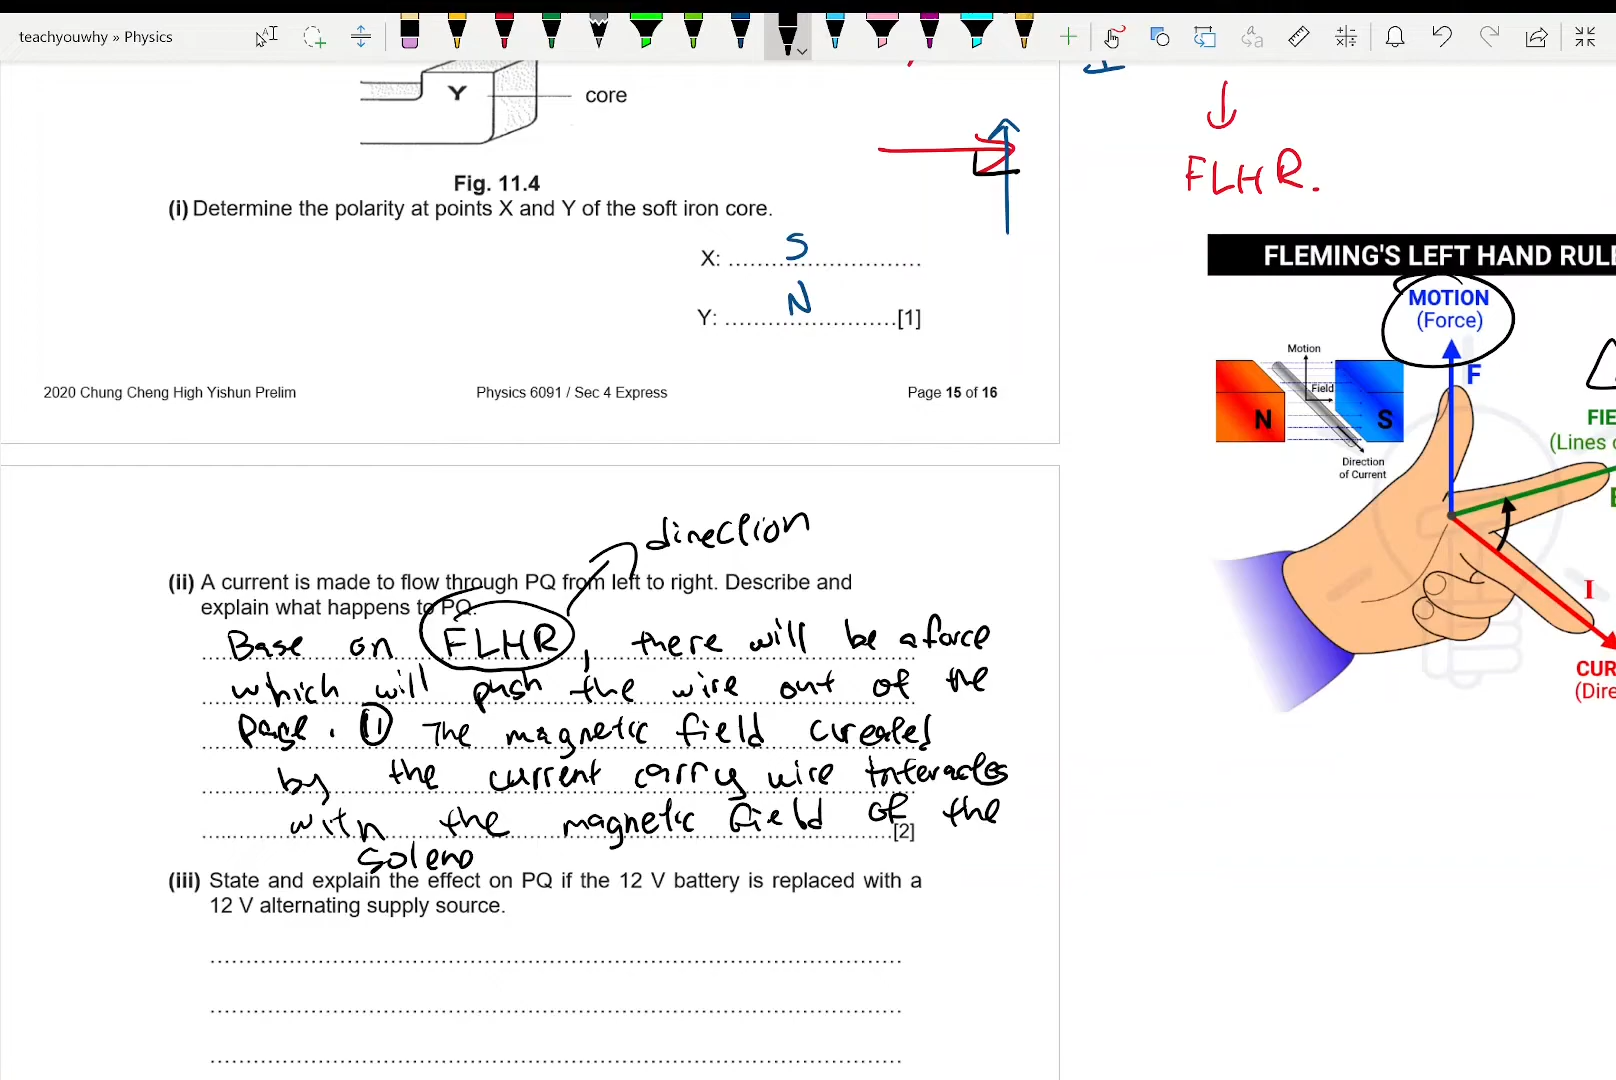 teachyouwhy » Physics
Y
core
FLHR.
Fig. 11.4
(i) Determine the polarity at points X and Y of the soft iron core.
X: S
Y: N [1]
2020 Chung Cheng High Yishun Prelim Physics 6091 / Sec 4 Express Page 15 of 16
FLEMING'S LEFT HAND RULE
MOTION
(Force)
F
Motion
Field
N
S
Direction
of Current
FIE
(Lines o
I
CUR
(Dire
direction
(ii) A current is made to flow through PQ from left to right. Describe and
explain what happens to PQ.
Base on FLHR, there will be a force
which will push the wire out of the
page. (1) The magnetic field created
by the current carry wire interactes
with the magnetic field of the
[2]
soleno
(iii) State and explain the effect on PQ if the 12 V battery is replaced with a
12 V alternating supply source.